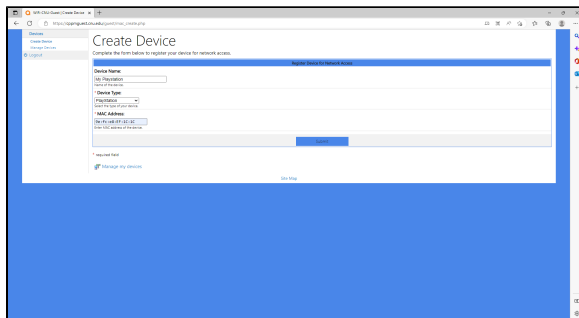 WiFi-CNU-Guest | Create Device
https://cppmguest.cnu.edu/guest/mac_create.php
Devices
Create Device
Manage Devices
Logout
Create Device
Complete the form below to register your device for network access.
Register Device for Network Access
Device Name:
My Playstation
Name of the device.
* Device Type:
PlayStation
Select the type of your device.
* MAC Address:
Enter MAC address of the device.
Submit
* required field
Manage my devices
Site Map